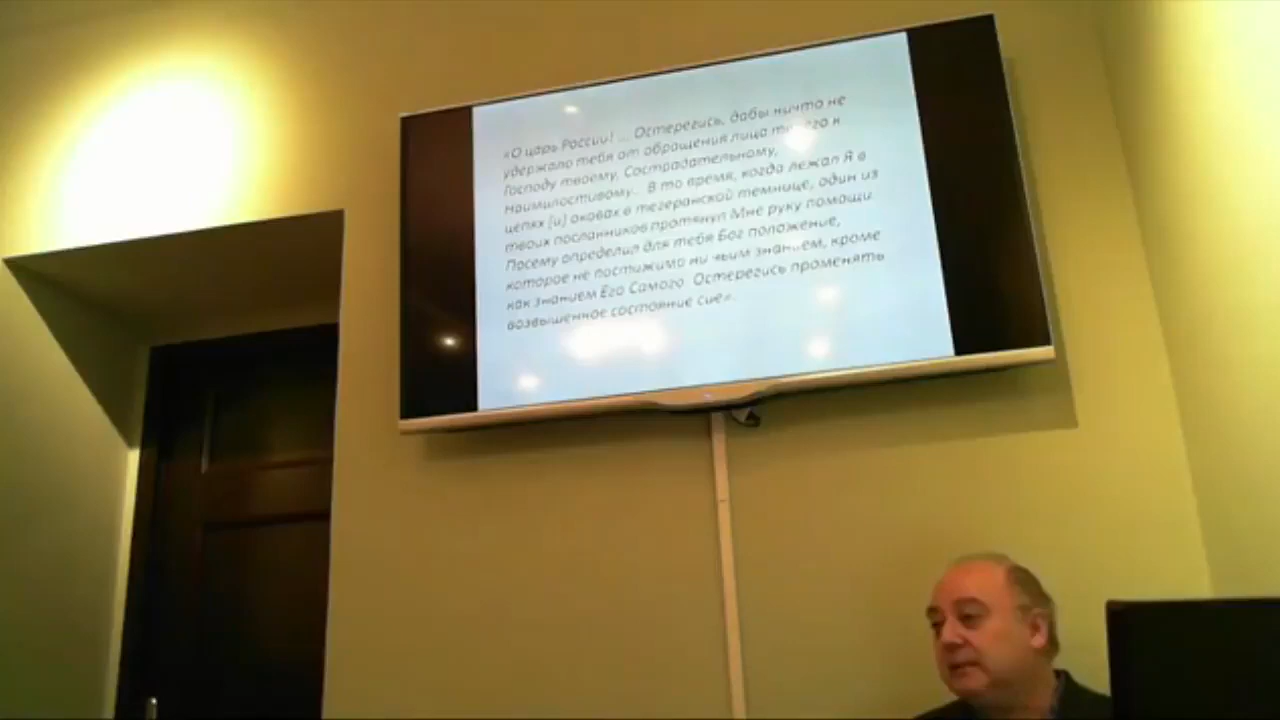 «О царь России! ... Остерегись, дабы ничто не
удержало тебя от обращения лица к
Господу твоему, Сострадательному,
Наимилостивому... В то время, когда лежал Я в
цепях [и] оковах в тегеранской темнице, один из
твоих посланников протянул Мне руку помощи
Посему определил для тебя Бог положение,
которое не постижимо ни чьим знанием, кроме
как знанием Его Самого Остерегись променять
возвышенное состояние сие».